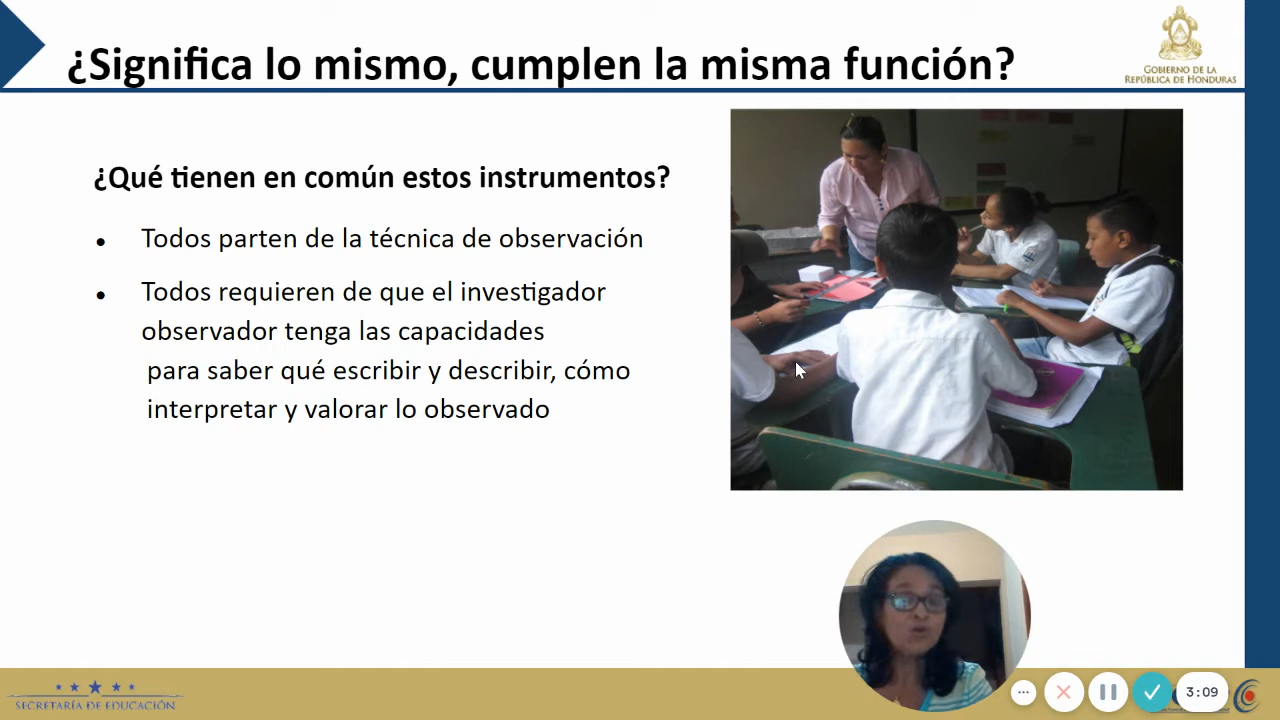 ¿Significa lo mismo, cumplen la misma función?
GOBIERNO DE LA
REPÚBLICA DE HONDURAS
¿Qué tienen en común estos instrumentos?
Todos parten de la técnica de observación
Todos requieren de que el investigador
observador tenga las capacidades
para saber qué escribir y describir, cómo
interpretar y valorar lo observado
SECRETARÍA DE EDUCACIÓN
3:09